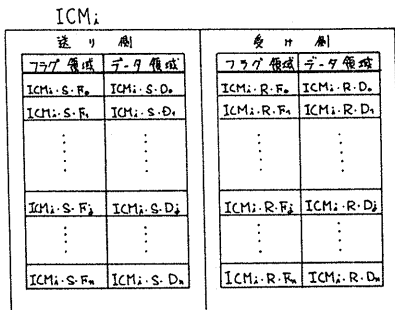 ICMi
送り側 受け側
フラグ領域 データ領域 フラグ領域 データ領域
ICMi・S・F₀ ICMi・S・D₀ ICMi・R・F₀ ICMi・R・D₀
ICMi・S・F₁ ICMi・S・D₁ ICMi・R・F₁ ICMi・R・D₁
ICMi・S・Fj ICMi・S・Dj ICMi・R・Fj ICMi・R・Dj
ICMi・S・Fn ICMi・S・Dn ICMi・R・Fn ICMi・R・Dn